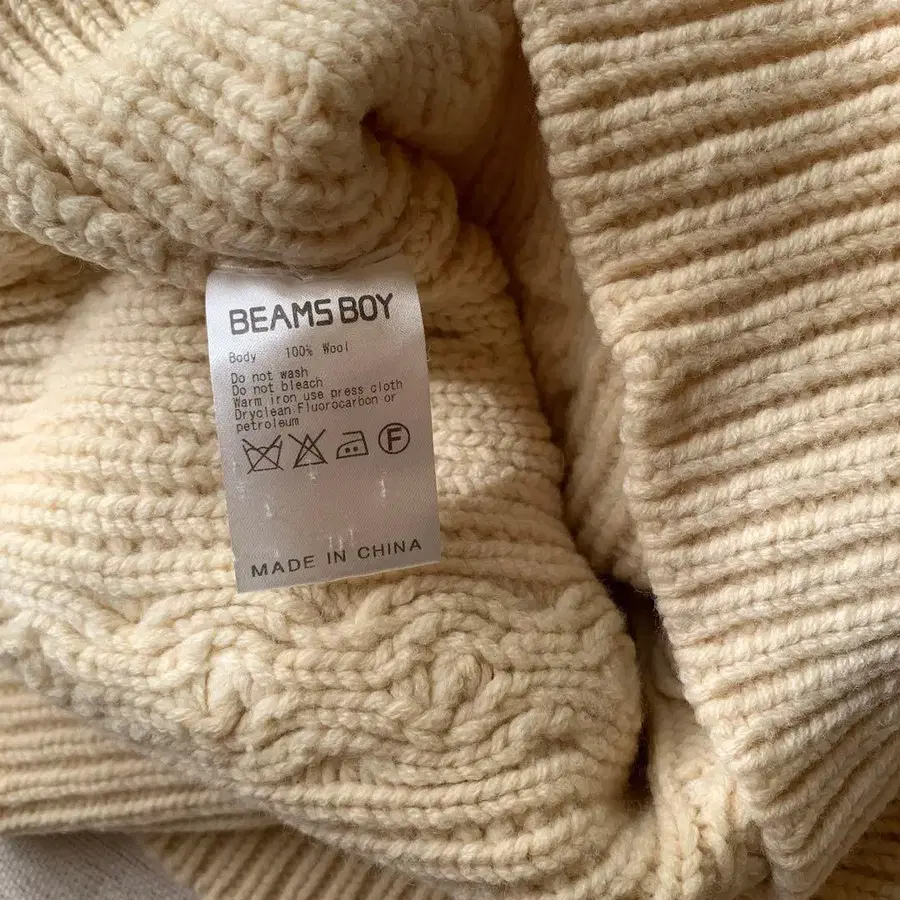 BEAMS BOY
Body 100% Wool
Do not wash
Do not bleach
Warm iron use press cloth
Dryclean Fluorocarbon or
petroleum
F
MADE IN CHINA